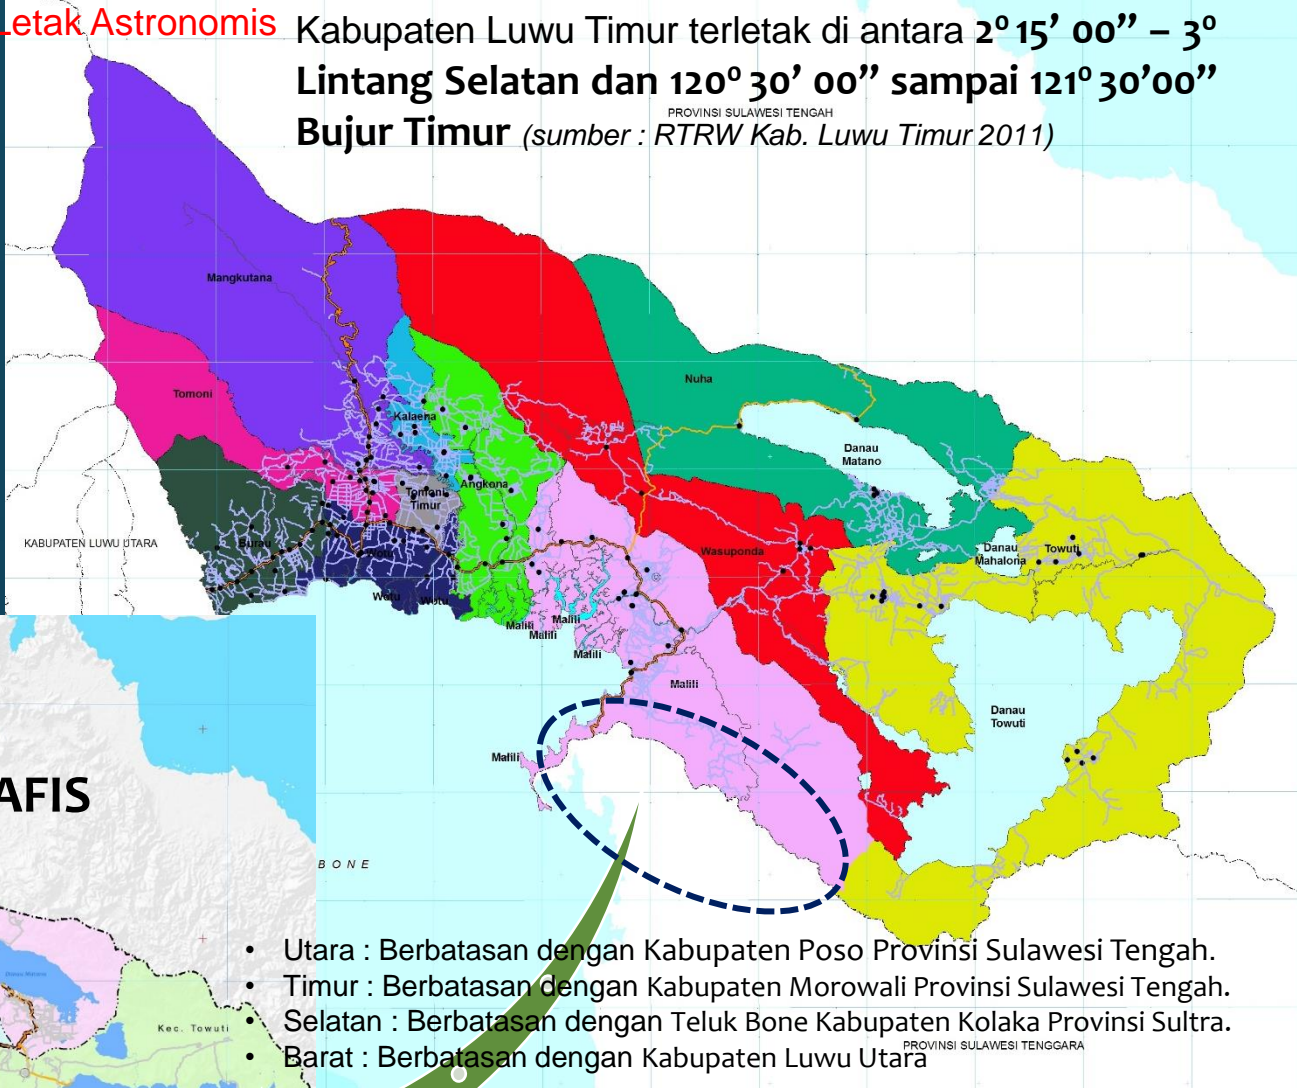 Letak Astronomis
Kabupaten Luwu Timur terletak di antara 2º 15’ 00” – 3º
Lintang Selatan dan 120º 30’ 00” sampai 121º 30’00”
PROVINSI SULAWESI TENGAH
Bujur Timur (sumber : RTRW Kab. Luwu Timur 2011)
Mangkutana
Nuha
Tomoni
Kalaena
Danau
Matano
Angkona
Tomoni
Timur
KABUPATEN LUWU UTARA
Burau
Wotu
Wasuponda
Danau
Mahalona
Towuti
Wotu
Wotu
Malili
Malili
Malili
Malili
Malili
Danau
Towuti
Malili
AFIS
BONE
• Utara : Berbatasan dengan Kabupaten Poso Provinsi Sulawesi Tengah.
• Timur : Berbatasan dengan Kabupaten Morowali Provinsi Sulawesi Tengah.
• Selatan : Berbatasan dengan Teluk Bone Kabupaten Kolaka Provinsi Sultra.
Kec. Towuti
PROVINSI SULAWESI TENGGARA
• Barat : Berbatasan dengan Kabupaten Luwu Utara